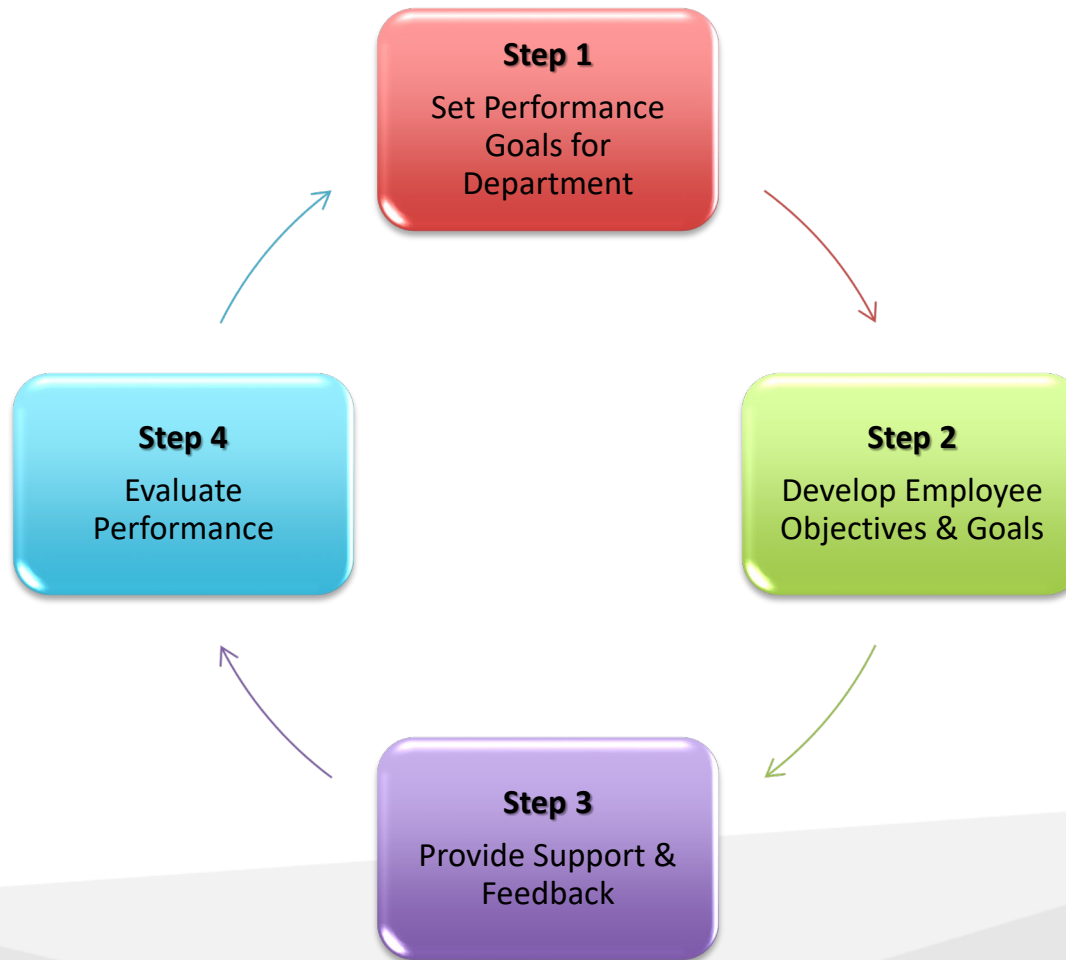 Step 1
Set Performance
Goals for
Department
Step 2
Develop Employee
Objectives & Goals
Step 3
Provide Support &
Feedback
Step 4
Evaluate
Performance